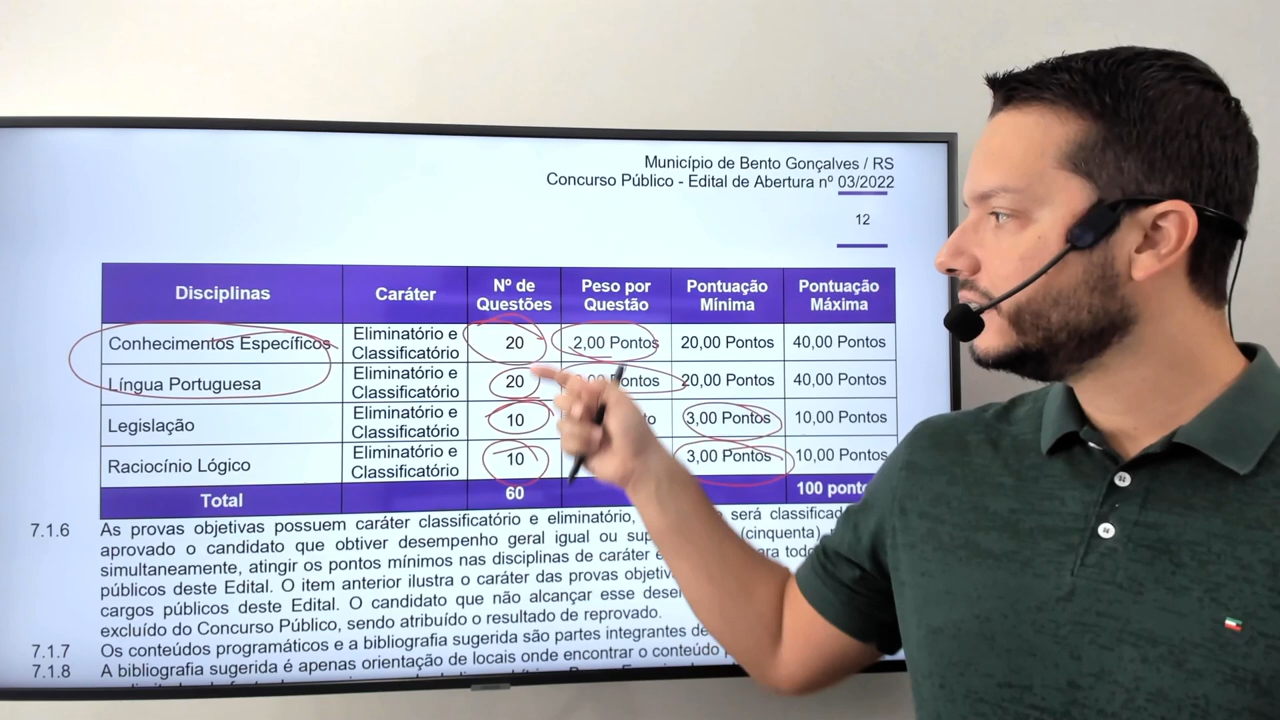 Município de Bento Gonçalves / RS
Concurso Público - Edital de Abertura nº 03/2022
12
Disciplinas Caráter Nº de Questões Peso por Questão Pontuação Mínima Pontuação Máxima
Conhecimentos Específicos Eliminatório e Classificatório 20 2,00 Pontos 20,00 Pontos 40,00 Pontos
Língua Portuguesa Eliminatório e Classificatório 20 Pontos 20,00 Pontos 40,00 Pontos
Legislação Eliminatório e Classificatório 10 3,00 Pontos 10,00 Pontos
Raciocínio Lógico Eliminatório e Classificatório 10 3,00 Pontos 10,00 Pontos
Total 60 100
7.1.6 As provas objetivas possuem caráter classificatório e eliminatório, será
aprovado o candidato que obtiver desempenho geral igual ou (cinquenta)
simultaneamente, atingir os pontos mínimos nas disciplinas de caráter
públicos deste Edital. O item anterior ilustra o caráter das provas
cargos públicos deste Edital. O candidato que não alcançar esse
excluído do Concurso Público, sendo atribuído o resultado de reprovado.
7.1.7 Os conteúdos programáticos e a bibliografia sugerida são partes integrantes
7.1.8 A bibliografia sugerida é apenas orientação de locais onde encontrar o conteúdo